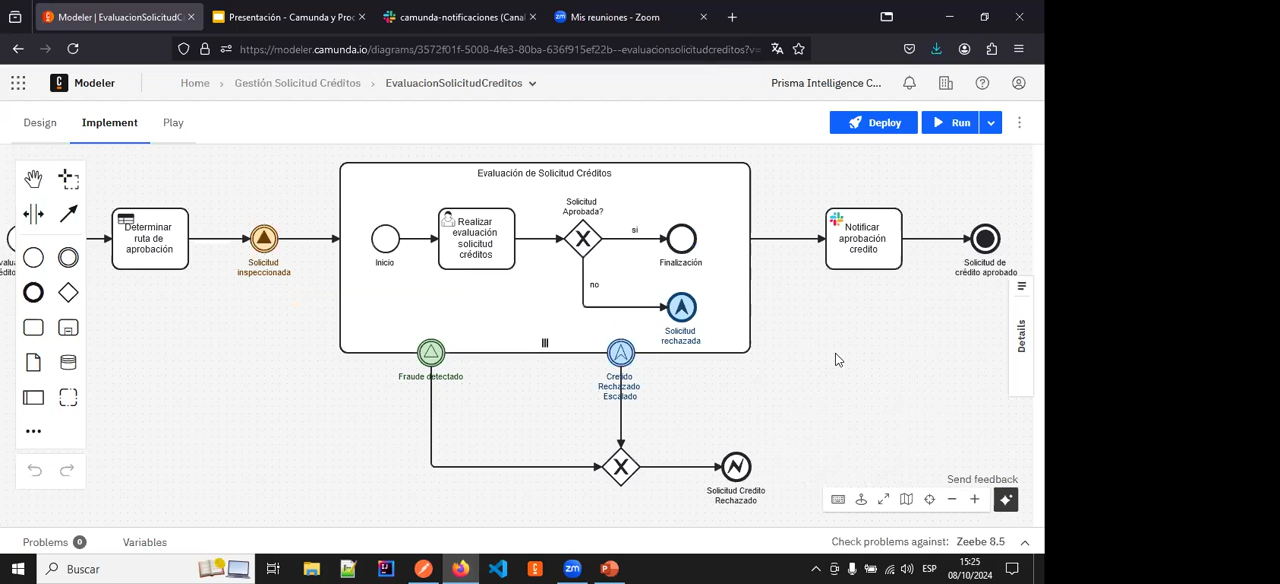 Modeler | EvaluacionSolicitudC
Presentación - Camunda y Proc
camunda-notificaciones (Canal
Mis reuniones - Zoom
https://modeler.camunda.com/diagrams/3572f01f-5008-4fe3-80ba-636f915ef22b--evaluacionsolicitudcreditos?v=
Modeler
Home
Gestión Solicitud Créditos
EvaluacionSolicitudCreditos
Prisma Intelligence C...
Design
Implement
Play
Deploy
Run
Evaluación de Solicitud Créditos
Determinar
ruta de
aprobación
Solicitud
inspeccionada
Inicio
Realizar
evaluación
solicitud
créditos
Solicitud
Aprobada?
si
no
Finalización
Solicitud
rechazada
Notificar
aprobación
credito
Solicitud de
crédito aprobado
Fraude detectado
Credito
Rechazado
Escalado
Solicitud Credito
Rechazado
Details
Send feedback
Problems 0
Variables
Check problems against: Zeebe 8.5
Buscar
ESP
15:25
08/10/2024